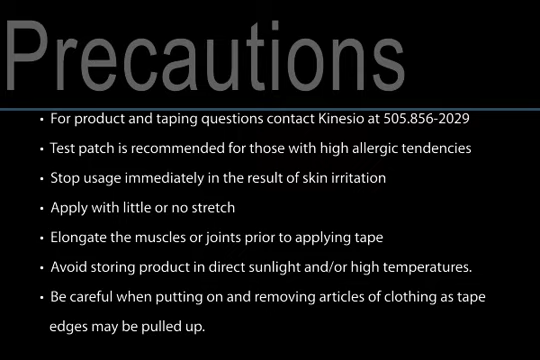 Precautions
• For product and taping questions contact Kinesio at 505.856-2029
• Test patch is recommended for those with high allergic tendencies
• Stop usage immediately in the result of skin irritation
• Apply with little or no stretch
• Elongate the muscles or joints prior to applying tape
• Avoid storing product in direct sunlight and/or high temperatures.
• Be careful when putting on and removing articles of clothing as tape
edges may be pulled up.